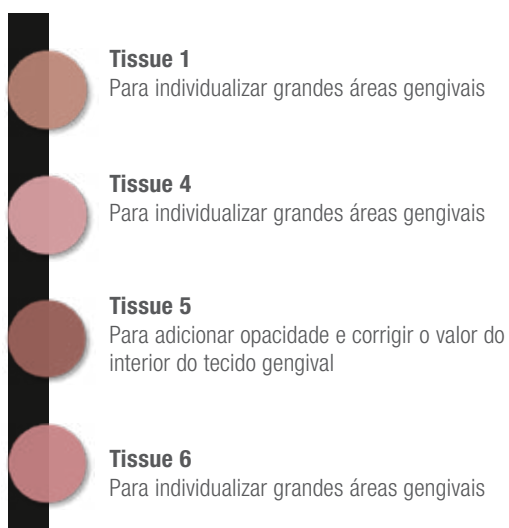 Tissue 1
Para individualizar grandes áreas gengivais
Tissue 4
Para individualizar grandes áreas gengivais
Tissue 5
Para adicionar opacidade e corrigir o valor do
interior do tecido gengival
Tissue 6
Para individualizar grandes áreas gengivais